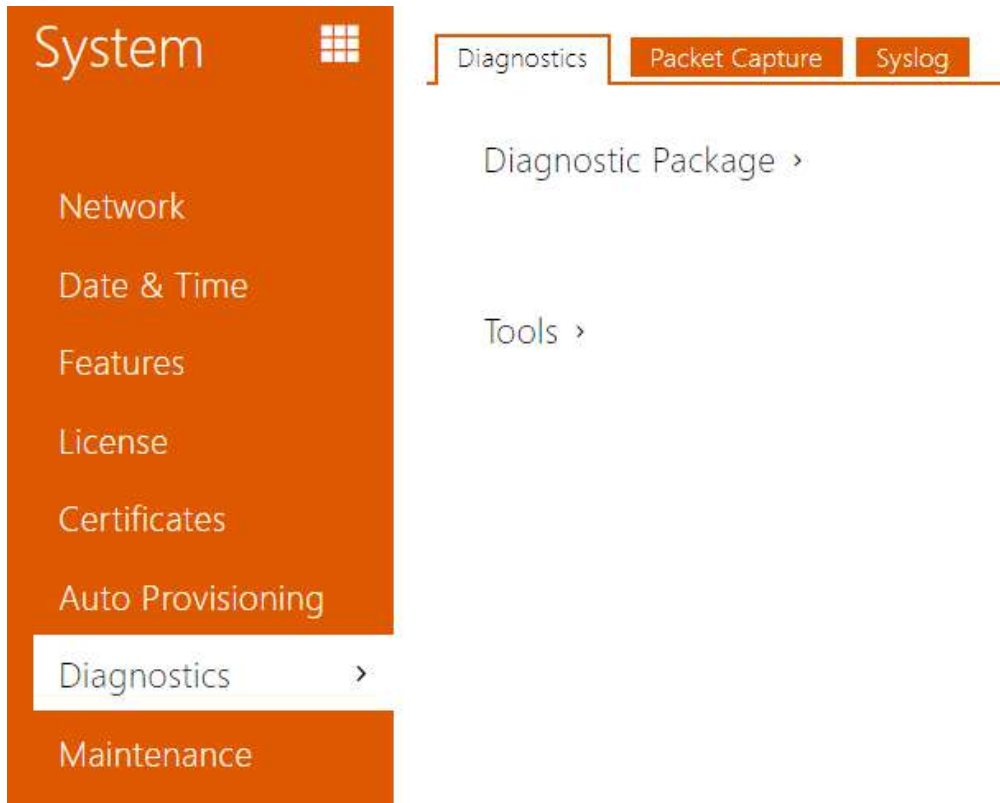 System
Network
Date & Time
Features
License
Certificates
Auto Provisioning
Diagnostics
Maintenance
Diagnostics
Packet Capture
Syslog
Diagnostic Package
Tools